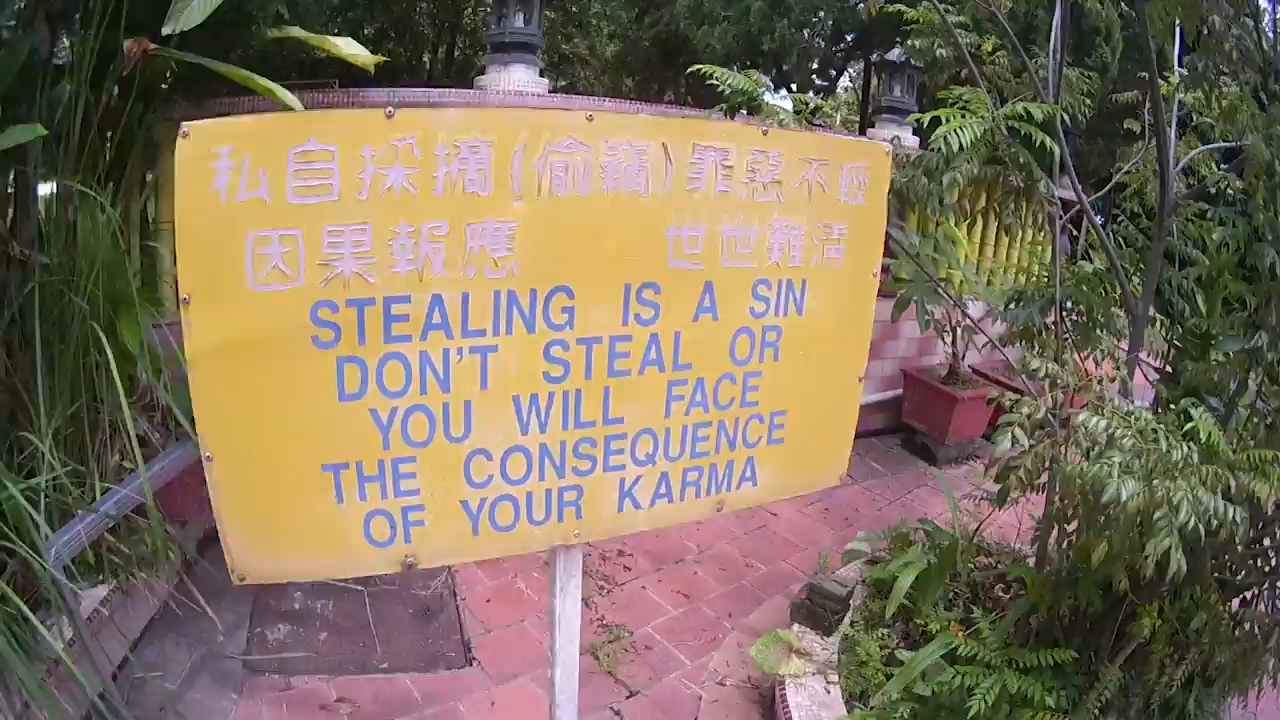 私自採摘(偷竊)罪惡不輕
因果報應 世世難清
STEALING IS A SIN
DON'T STEAL OR
YOU WILL FACE
THE CONSEQUENCE
OF YOUR KARMA